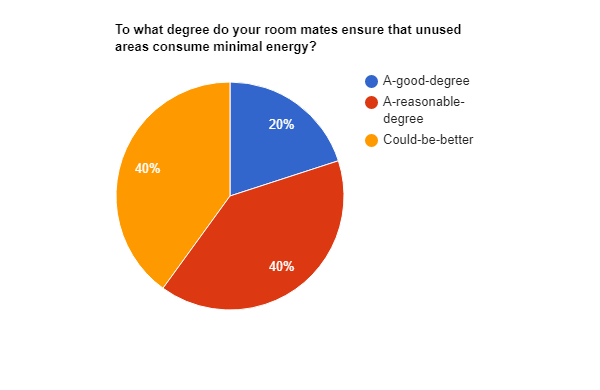 To what degree do your room mates ensure that unused
areas consume minimal energy?
A-good-degree
A-reasonable-
degree
Could-be-better
20%
40%
40%